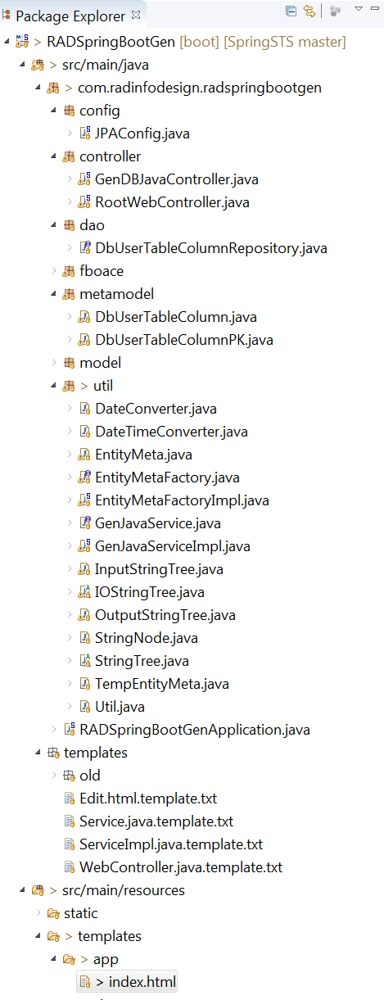 Package Explorer
> RADSpringBootGen [boot] [SpringSTS master]
> src/main/java
> com.radinfodesign.radspringbootgen
config
JPAConfig.java
controller
GenDBJavaController.java
RootWebController.java
dao
DbUserTableColumnRepository.java
fboace
metamodel
DbUserTableColumn.java
DbUserTableColumnPK.java
model
> util
DateConverter.java
DateTimeConverter.java
EntityMeta.java
EntityMetaFactory.java
EntityMetaFactoryImpl.java
GenJavaService.java
GenJavaServiceImpl.java
InputStringTree.java
IOStringTree.java
OutputStringTree.java
StringNode.java
StringTree.java
TempEntityMeta.java
Util.java
RADSpringBootGenApplication.java
templates
old
Edit.html.template.txt
Service.java.template.txt
ServiceImpl.java.template.txt
WebController.java.template.txt
> src/main/resources
static
> templates
> app
> index.html